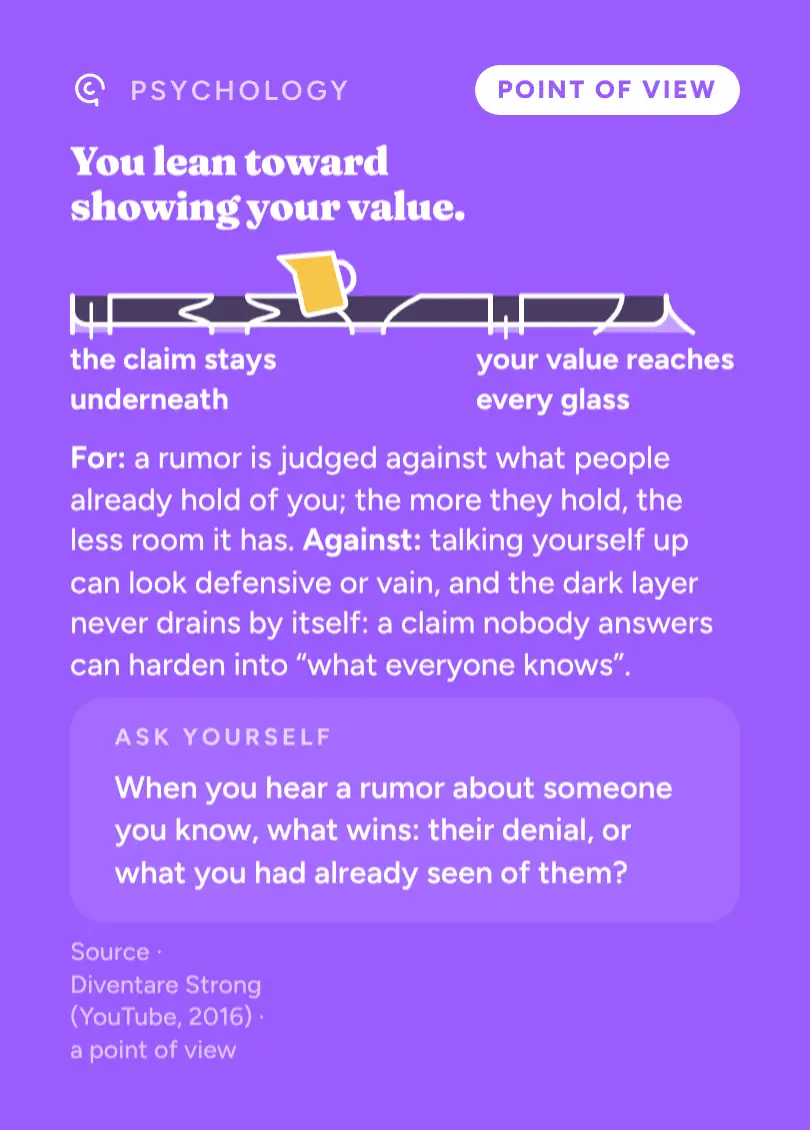 PSYCHOLOGY
POINT OF VIEW
You lean toward
showing your value.
the claim stays
underneath
your value reaches
every glass
For: a rumor is judged against what people
already hold of you; the more they hold, the
less room it has. Against: talking yourself up
can look defensive or vain, and the dark layer
never drains by itself: a claim nobody answers
can harden into “what everyone knows”.
ASK YOURSELF
When you hear a rumor about someone
you know, what wins: their denial, or
what you had already seen of them?
Source ·
Diventare Strong
(YouTube, 2016) ·
a point of view